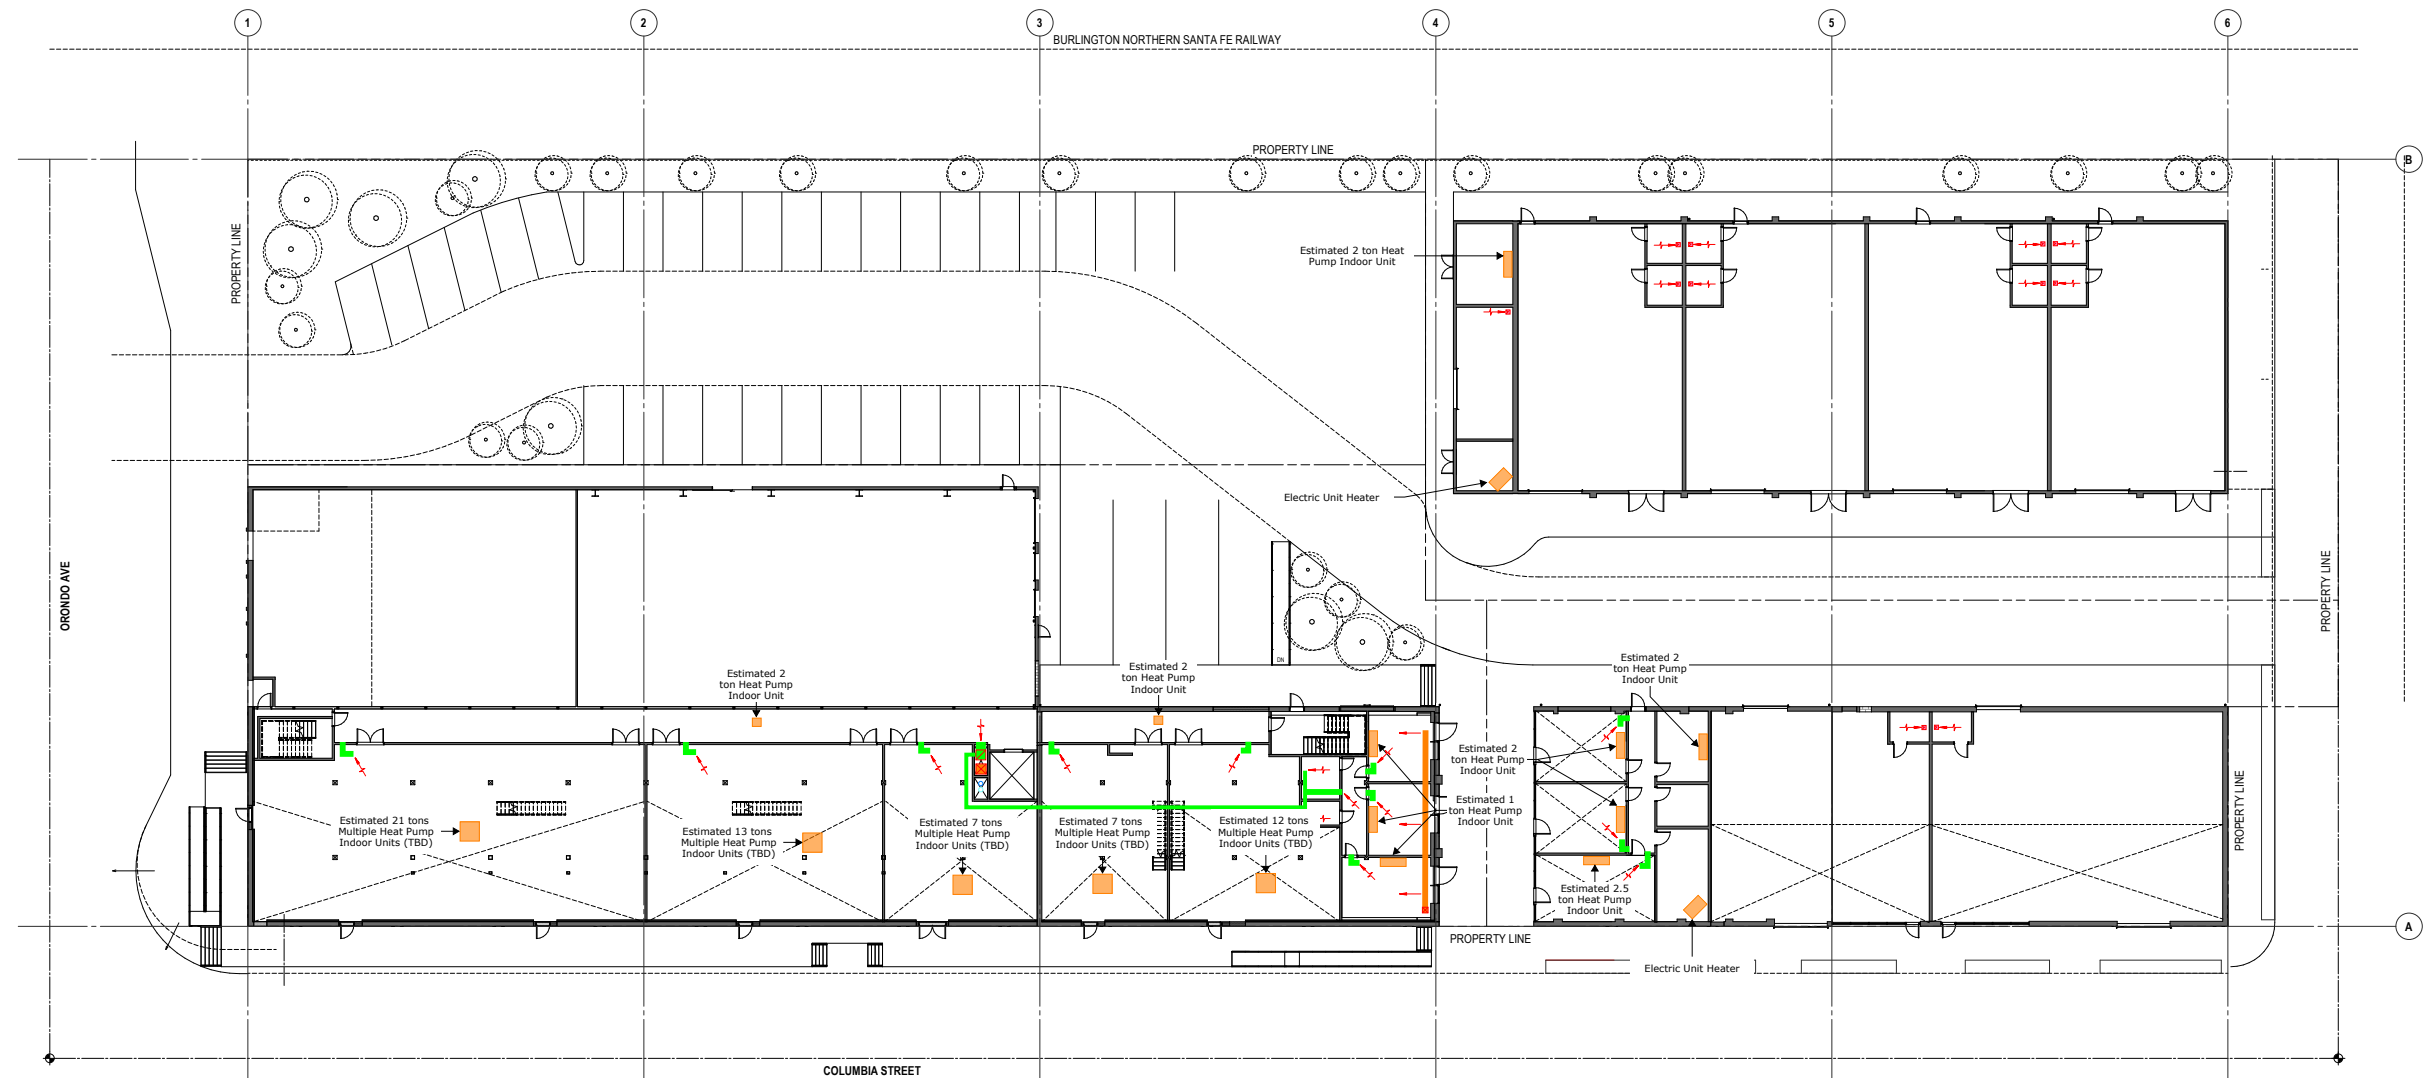 1
2
3
4
5
6
BURLINGTON NORTHERN SANTA FE RAILWAY
PROPERTY LINE
B
PROPERTY LINE
Estimated 2 ton Heat
Pump Indoor Unit
Electric Unit Heater
ORONDO AVE
PROPERTY LINE
DN
Estimated 2
ton Heat Pump
Indoor Unit
Estimated 2
ton Heat Pump
Indoor Unit
Estimated 2
ton Heat Pump
Indoor Unit
Estimated 2
ton Heat Pump
Indoor Unit
Estimated 1
ton Heat Pump
Indoor Unit
Estimated 21 tons
Multiple Heat Pump
Indoor Units (TBD)
Estimated 13 tons
Multiple Heat Pump
Indoor Units (TBD)
Estimated 7 tons
Multiple Heat Pump
Indoor Units (TBD)
Estimated 7 tons
Multiple Heat Pump
Indoor Units (TBD)
Estimated 12 tons
Multiple Heat Pump
Indoor Units (TBD)
Estimated 2.5
ton Heat Pump
Indoor Unit
PROPERTY LINE
A
PROPERTY LINE
Electric Unit Heater
COLUMBIA STREET